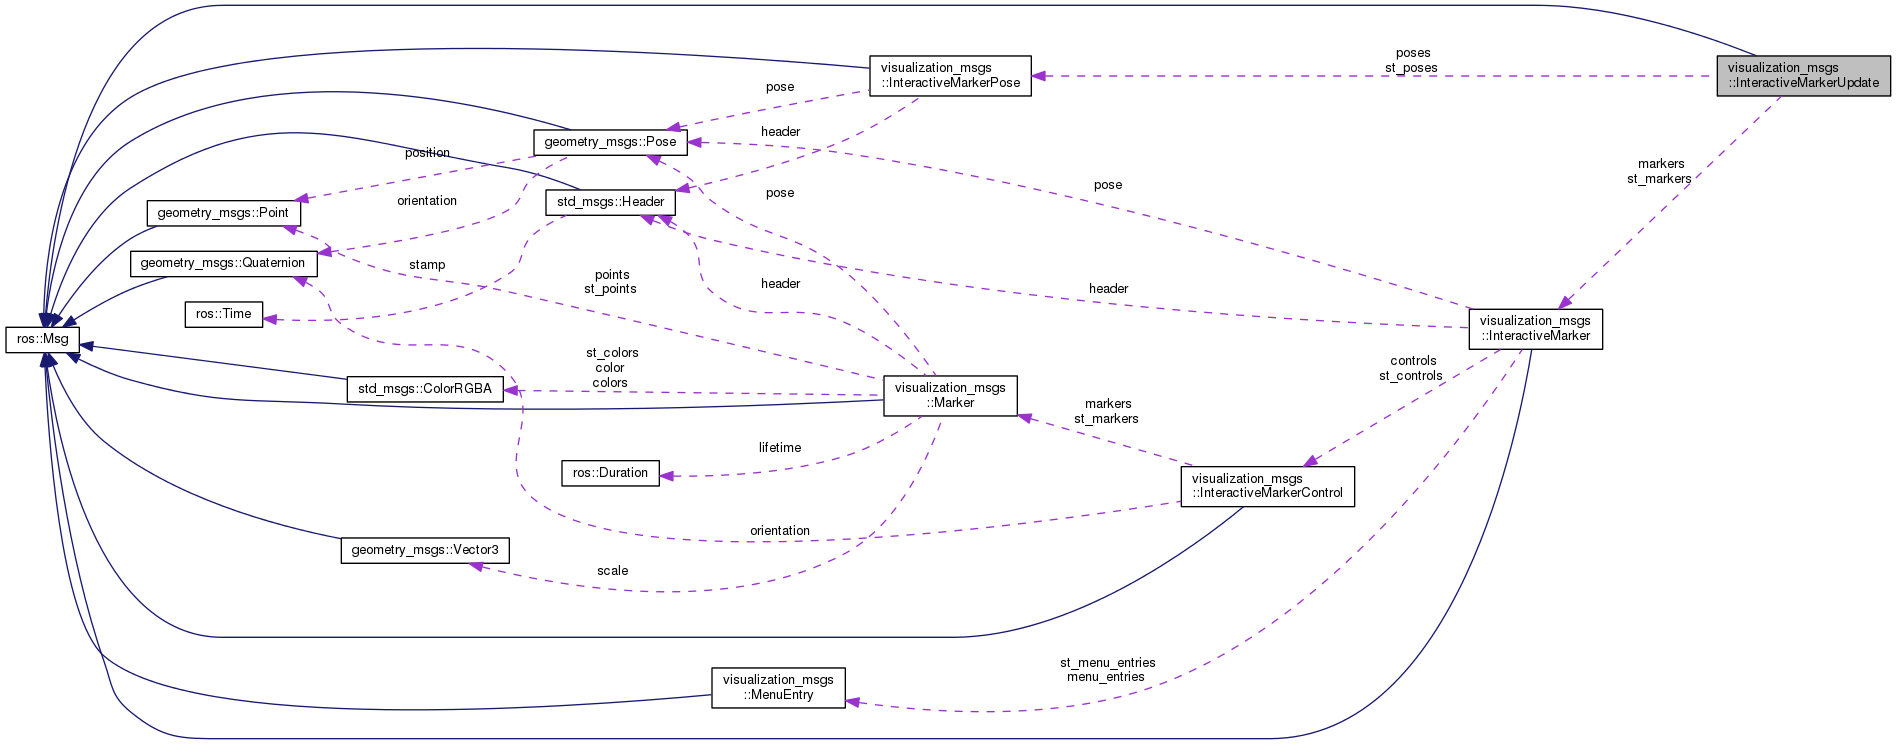 poses
st_poses
visualization_msgs
::InteractiveMarkerPose
visualization_msgs
::InteractiveMarkerUpdate
pose
header
geometry_msgs::Pose
position
markers
st_markers
pose
pose
orientation
std_msgs::Header
geometry_msgs::Point
geometry_msgs::Quaternion
stamp
points
st_points
header
header
ros::Time
ros::Msg
visualization_msgs
::InteractiveMarker
st_colors
color
colors
controls
st_controls
std_msgs::ColorRGBA
visualization_msgs
::Marker
markers
st_markers
lifetime
ros::Duration
visualization_msgs
::InteractiveMarkerControl
orientation
geometry_msgs::Vector3
scale
st_menu_entries
menu_entries
visualization_msgs
::MenuEntry